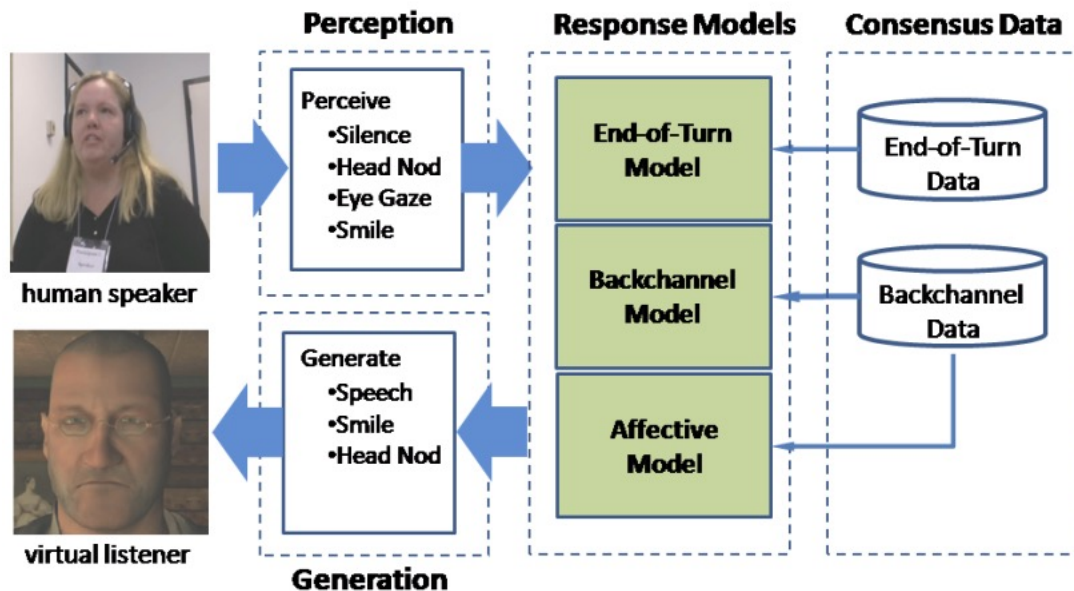 Perception
Response Models
Consensus Data
Perceive
•Silence
•Head Nod
•Eye Gaze
•Smile
human speaker
End-of-Turn
Model
End-of-Turn
Data
Backchannel
Model
Backchannel
Data
Generate
•Speech
•Smile
•Head Nod
Affective
Model
virtual listener
Generation